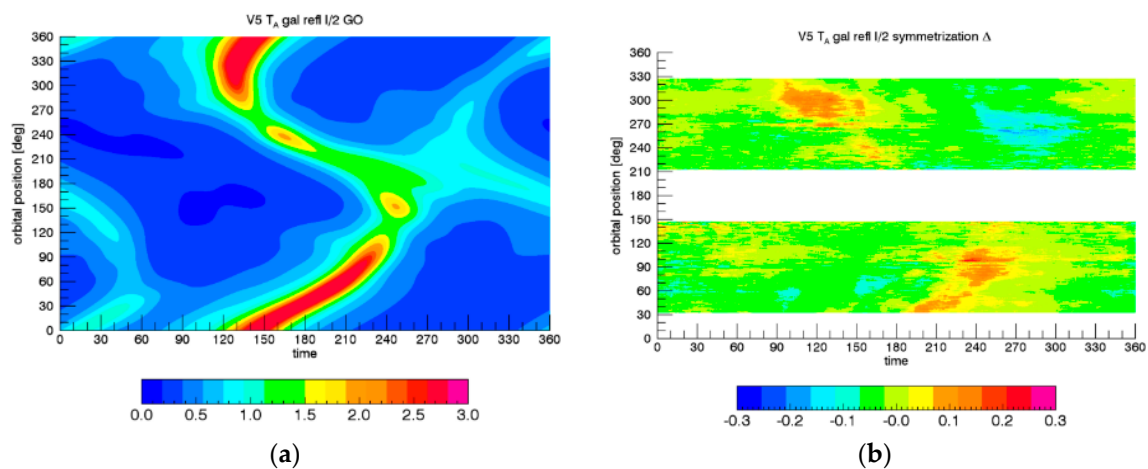 V5 T_A gal refl I/2 GO
360
330
300
270
240
210
180
150
120
90
60
30
0
orbital position [deg]
0 30 60 90 120 150 180 210 240 270 300 330 360
time
0.0 0.5 1.0 1.5 2.0 2.5 3.0
(a)
V5 T_A gal refl I/2 symmetrization Δ
360
330
300
270
240
210
180
150
120
90
60
30
0
orbital position [deg]
0 30 60 90 120 150 180 210 240 270 300 330 360
time
-0.3 -0.2 -0.1 -0.0 0.1 0.2 0.3
(b)